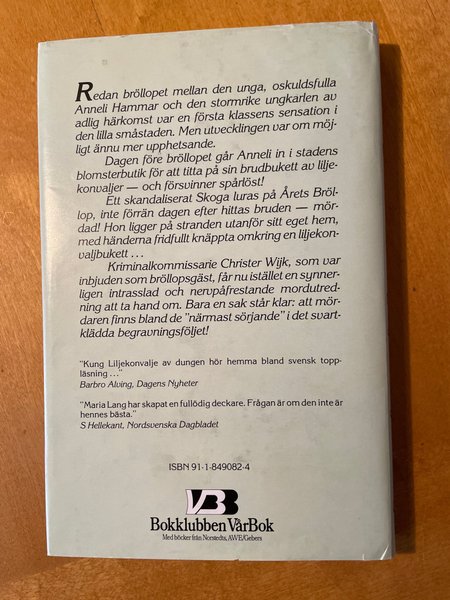 Redan bröllopet mellan den unga, oskuldsfulla
Anneli Hammar och den stormrike ungkarlen av
adlig härkomst var en första klassens sensation i
den lilla småstaden. Men utvecklingen var om möj-
ligt ännu mer upphetsande.
Dagen före bröllopet går Anneli in i stadens
blomsterbutik för att titta på sin brudbukett av lilje-
konvaljer — och försvinner spårlöst!
Ett skandaliserat Skoga luras på Årets Bröl-
lop, inte förrän dagen efter hittas bruden — mör-
dad! Hon ligger på stranden utanför sitt eget hem,
med händerna fridfullt knäppta omkring en liljekon-
valjbukett ...
Kriminalkommissarie Christer Wijk, som var
inbjuden som bröllopsgäst, får nu istället en synner-
ligen intrasslad och nervpåfrestande mordutred-
ning att ta hand om. Bara en sak står klar: att mör-
daren finns bland de "närmast sörjande" i det svart-
klädda begravningsföljet!
"Kung Liljekonvalje av dungen hör hemma bland svensk topp-
läsning ..."
Barbro Alving, Dagens Nyheter
"Maria Lang har skapat en fullödig deckare. Frågan är om den inte är
hennes bästa."
S Hellekant, Nordsvenska Dagbladet
ISBN 91-1-849082-4
VBB
Bokklubben VårBok
Med böcker från Norstedts, AWE/Gebers